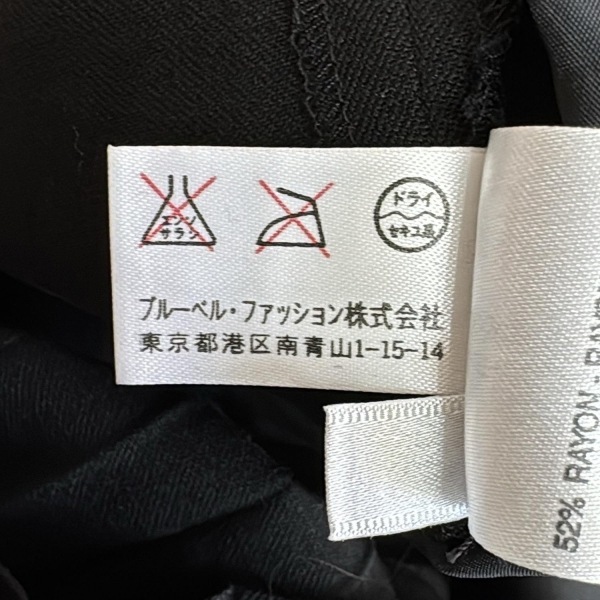 エンソ
サラシ
ドライ
セキユ系
ブルーベル・ファッション株式会社
東京都港区南青山1-15-14
52% RAYON - RAYON